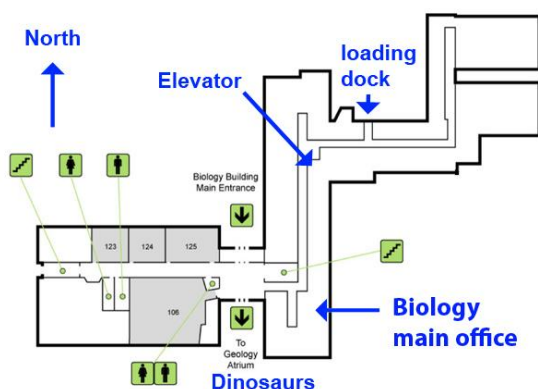 North
loading
dock
Elevator
Biology Building
Main Entrance
123
124
125
106
Biology
main office
To
Geology
Atrium
Dinosaurs